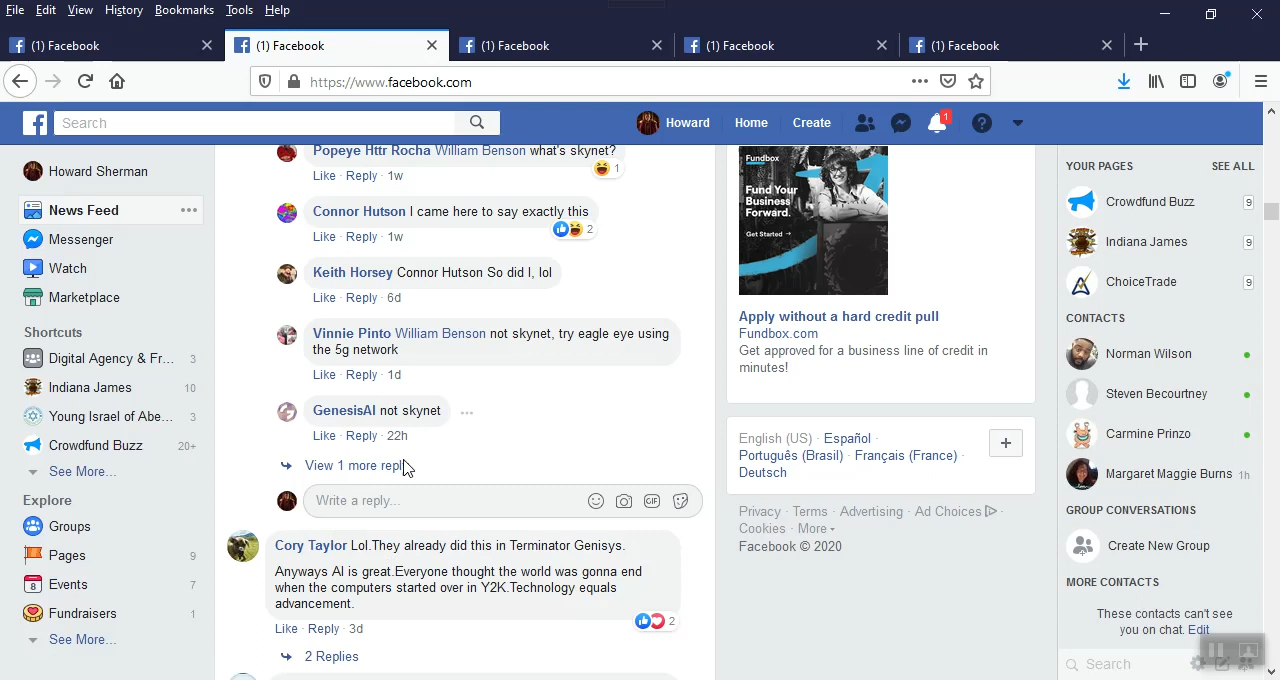 File Edit View History Bookmarks Tools Help
(1) Facebook
(1) Facebook
(1) Facebook
(1) Facebook
(1) Facebook
https://www.facebook.com
Search
Howard Home Create
1
Howard Sherman
News Feed
Messenger
Watch
Marketplace
Shortcuts
Digital Agency & Fr... 3
Indiana James 10
Young Israel of Abe... 3
Crowdfund Buzz 20+
See More...
Explore
Groups
Pages 9
Events 7
Fundraisers 1
See More...
Popeye Httr Rocha William Benson what's skynet?
1
Like · Reply · 1w
Connor Hutson I came here to say exactly this
2
Like · Reply · 1w
Keith Horsey Connor Hutson So did I, lol
Like · Reply · 6d
Vinnie Pinto William Benson not skynet, try eagle eye using
the 5g network
Like · Reply · 1d
GenesisAI not skynet
Like · Reply · 22h
View 1 more reply
Write a reply...
GIF
Cory Taylor Lol.They already did this in Terminator Genisys.
Anyways AI is great.Everyone thought the world was gonna end
when the computers started over in Y2K.Technology equals
advancement.
2
Like · Reply · 3d
2 Replies
Fundbox
Fund Your
Business
Forward.
Get Started →
Apply without a hard credit pull
Fundbox.com
Get approved for a business line of credit in
minutes!
English (US) · Español ·
Português (Brasil) · Français (France) ·
Deutsch
Privacy · Terms · Advertising · Ad Choices ·
Cookies · More
Facebook © 2020
YOUR PAGES SEE ALL
Crowdfund Buzz 9
Indiana James 9
ChoiceTrade 9
CONTACTS
Norman Wilson
Steven Becourtney
Carmine Prinzo
Margaret Maggie Burns 1h
GROUP CONVERSATIONS
Create New Group
MORE CONTACTS
These contacts can't see
you on chat. Edit
Search